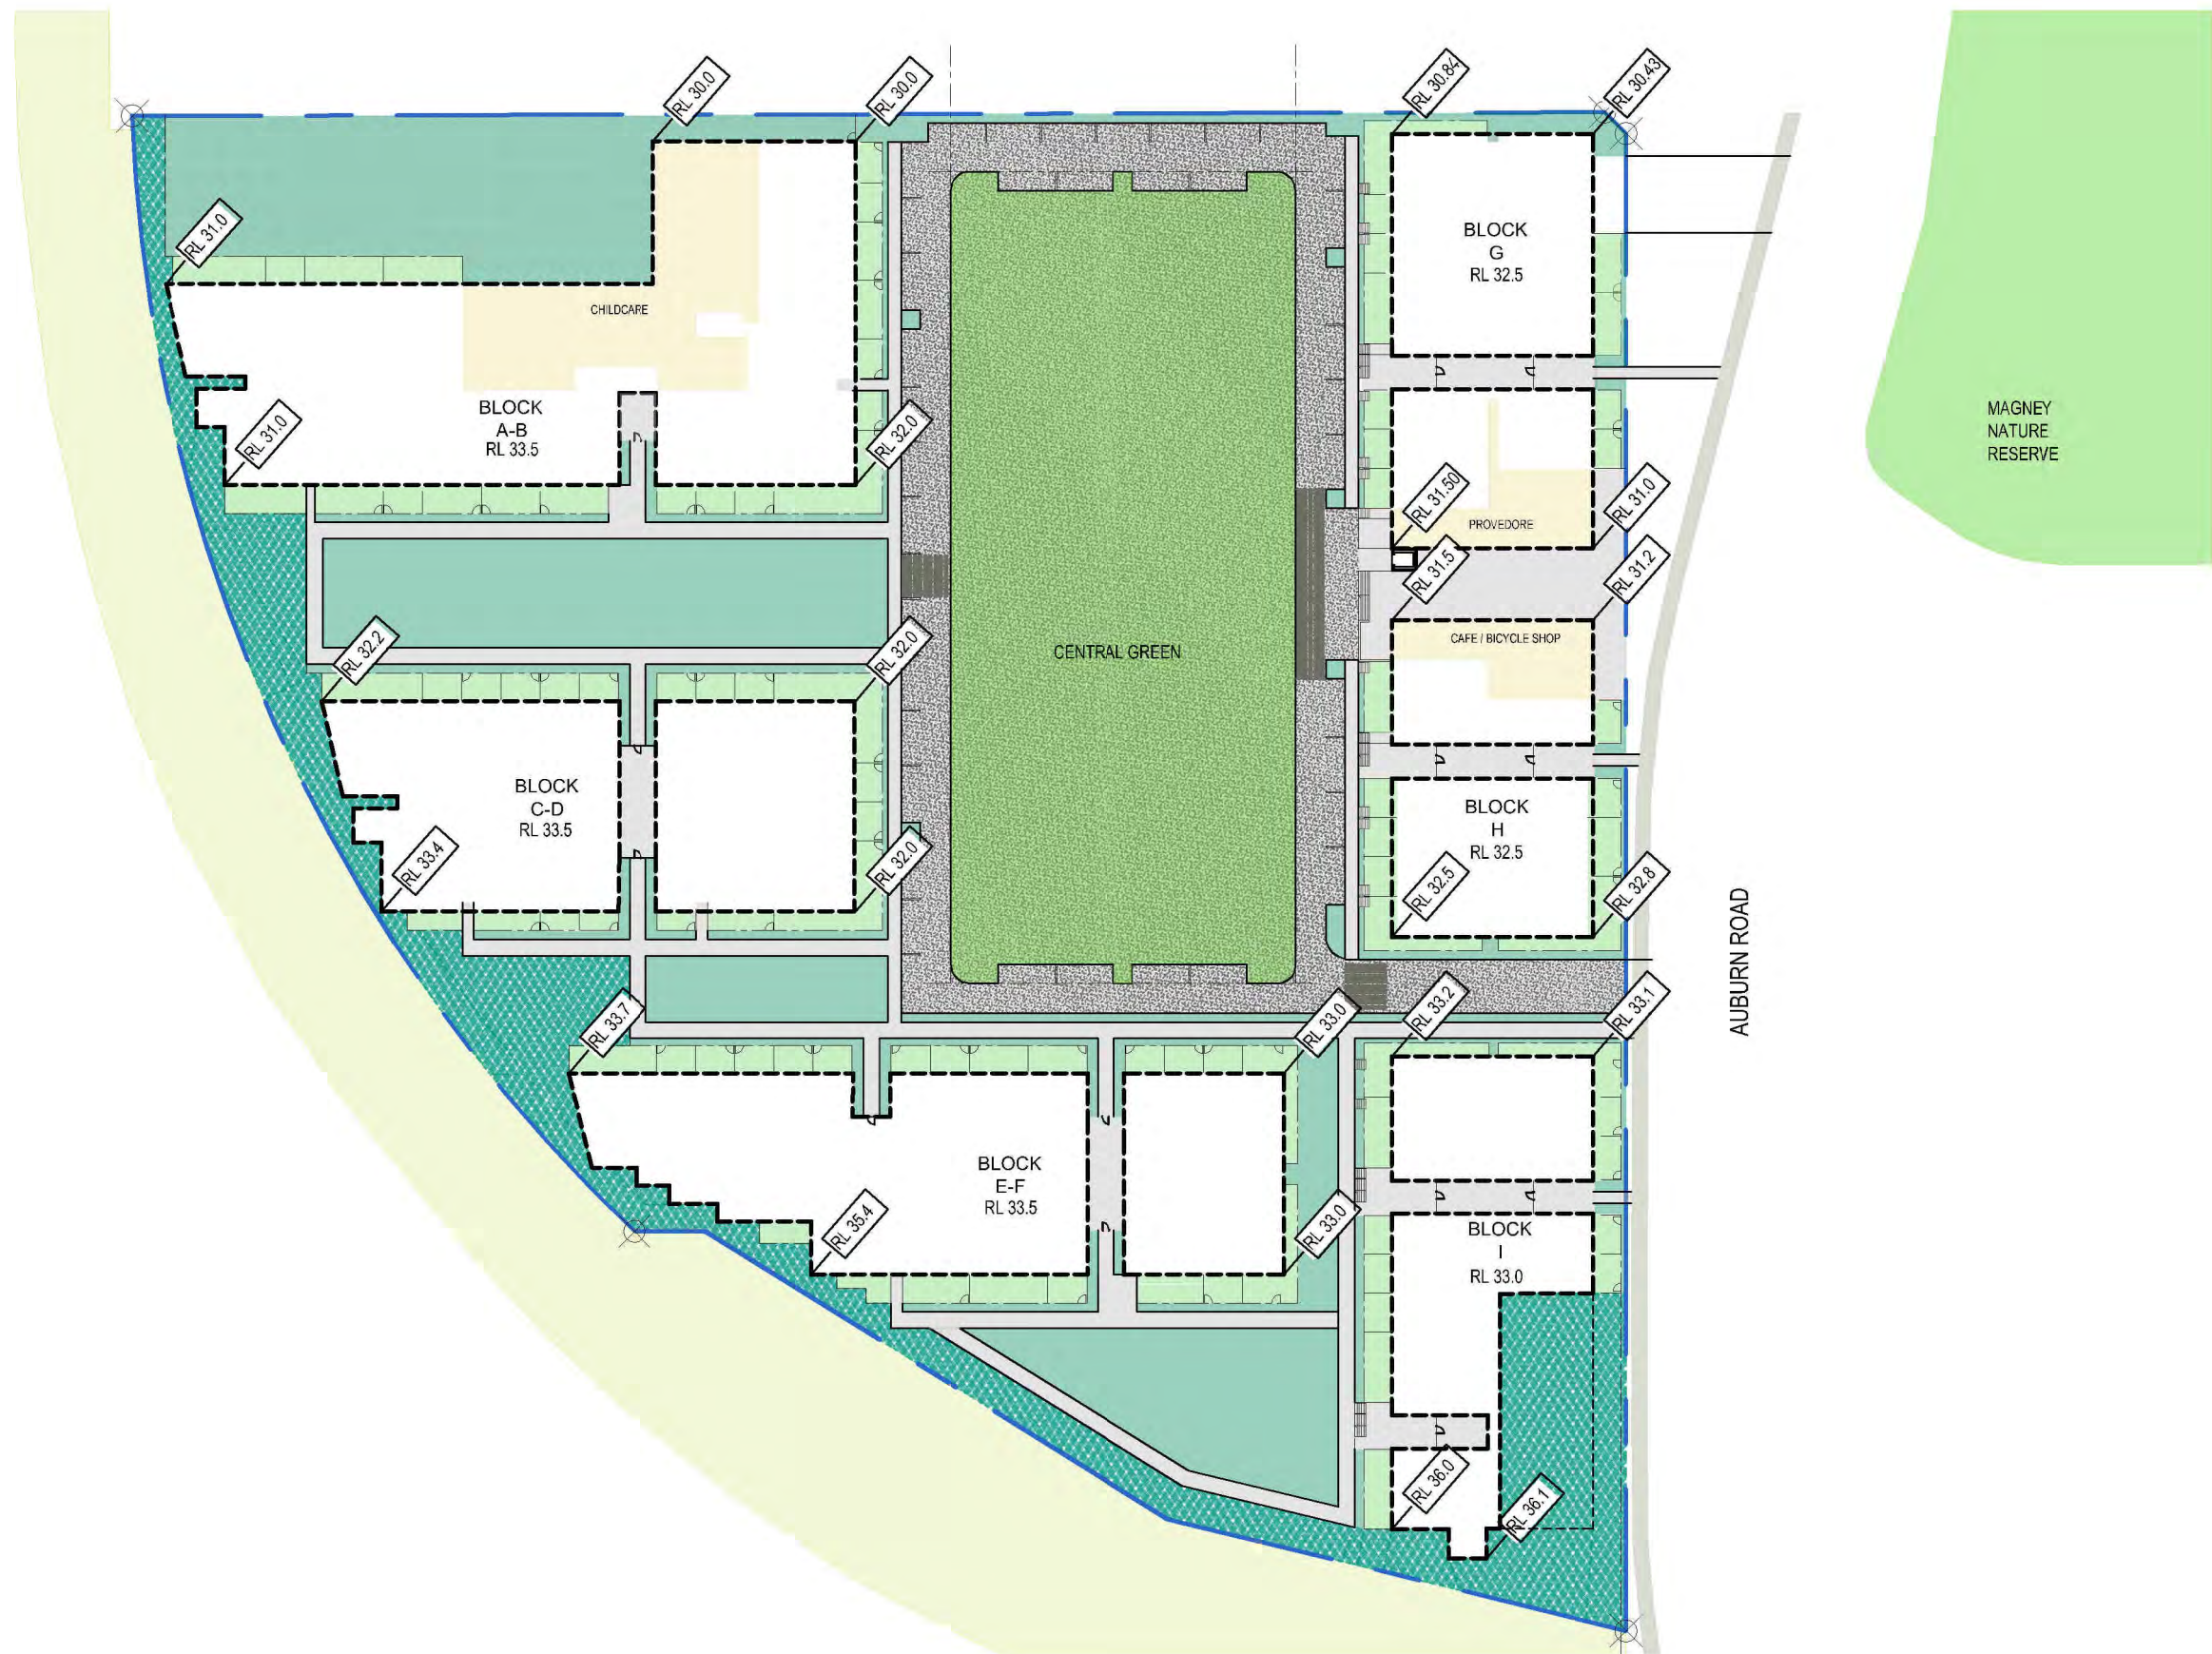 RL 30.0
RL 30.0
RL 30.84
RL 30.43
RL 31.0
BLOCK
G
RL 32.5
CHILDCARE
BLOCK
A-B
RL 33.5
RL 31.0
RL 32.0
MAGNEY
NATURE
RESERVE
RL 31.50
RL 31.0
PROVEDORE
RL 31.5
RL 31.2
RL 32.2
RL 32.0
CENTRAL GREEN
CAFE / BICYCLE SHOP
BLOCK
C-D
RL 33.5
BLOCK
H
RL 32.5
RL 33.4
RL 32.0
RL 32.5
RL 32.8
AUBURN ROAD
RL 33.7
RL 33.0
RL 33.2
RL 33.1
BLOCK
E-F
RL 33.5
RL 35.4
RL 33.0
BLOCK
I
RL 33.0
RL 36.0
RL 36.1